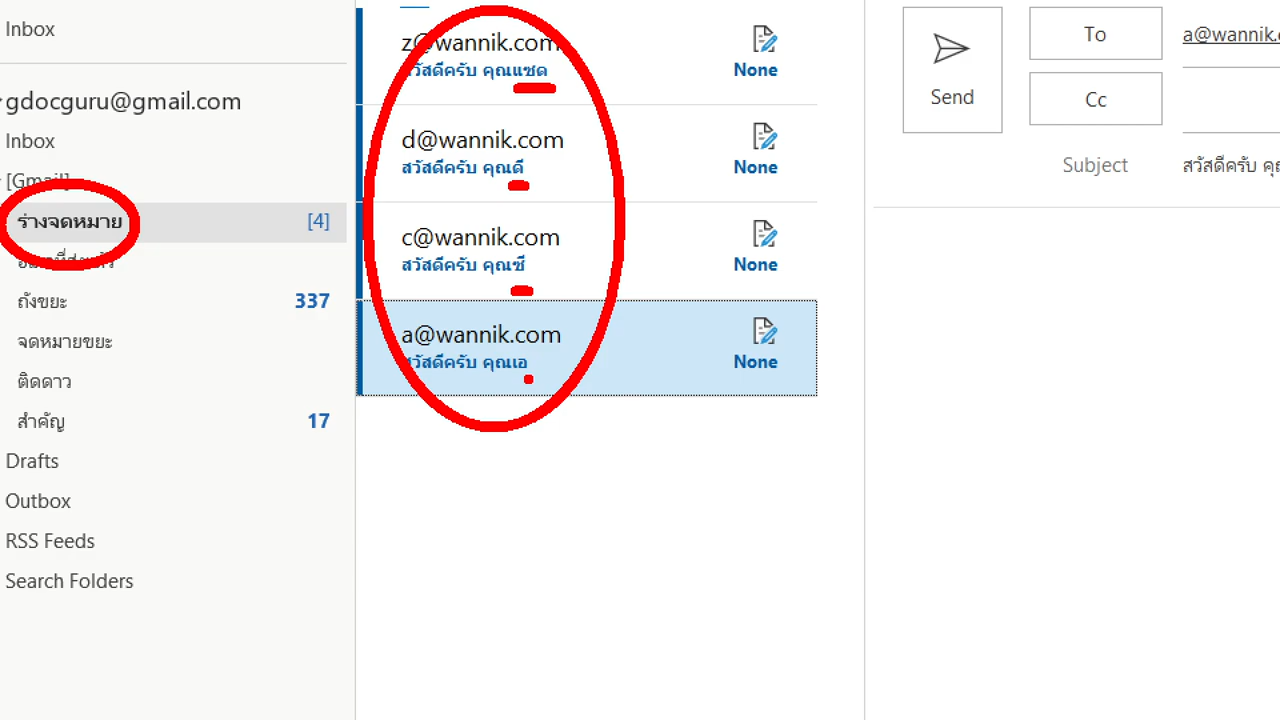 Inbox
gdocguru@gmail.com
Inbox
[Gmail]
ร่างจดหมาย [4]
ถังขยะ 337
จดหมายขยะ
ติดดาว
สำคัญ 17
Drafts
Outbox
RSS Feeds
Search Folders
z@wannik.com
สวัสดีครับ คุณแซด None
d@wannik.com
สวัสดีครับ คุณดี None
c@wannik.com
สวัสดีครับ คุณซี None
a@wannik.com
สวัสดีครับ คุณเอ None
Send
To a@wannik.
Cc
Subject สวัสดีครับ